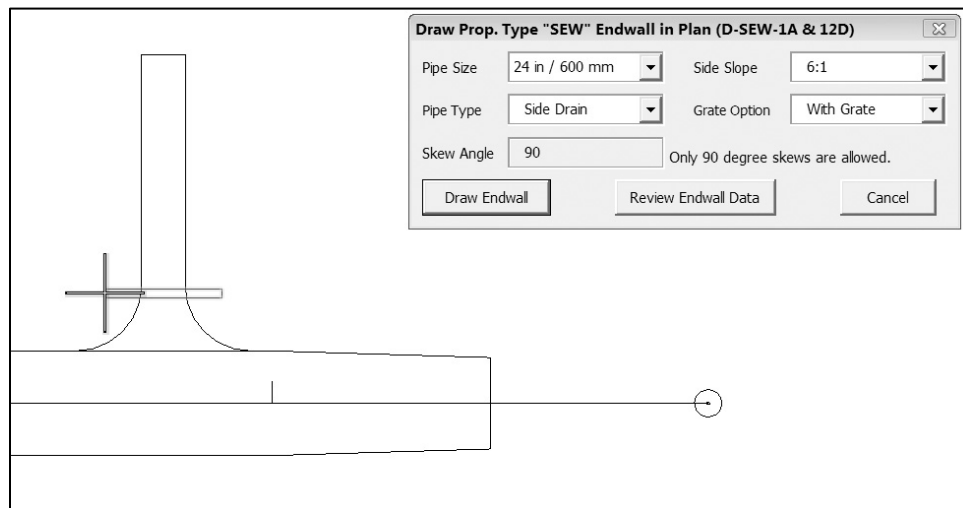 Draw Prop. Type "SEW" Endwall in Plan (D-SEW-1A & 12D)
Pipe Size 24 in / 600 mm Side Slope 6:1
Pipe Type Side Drain Grate Option With Grate
Skew Angle 90 Only 90 degree skews are allowed.
Draw Endwall Review Endwall Data Cancel